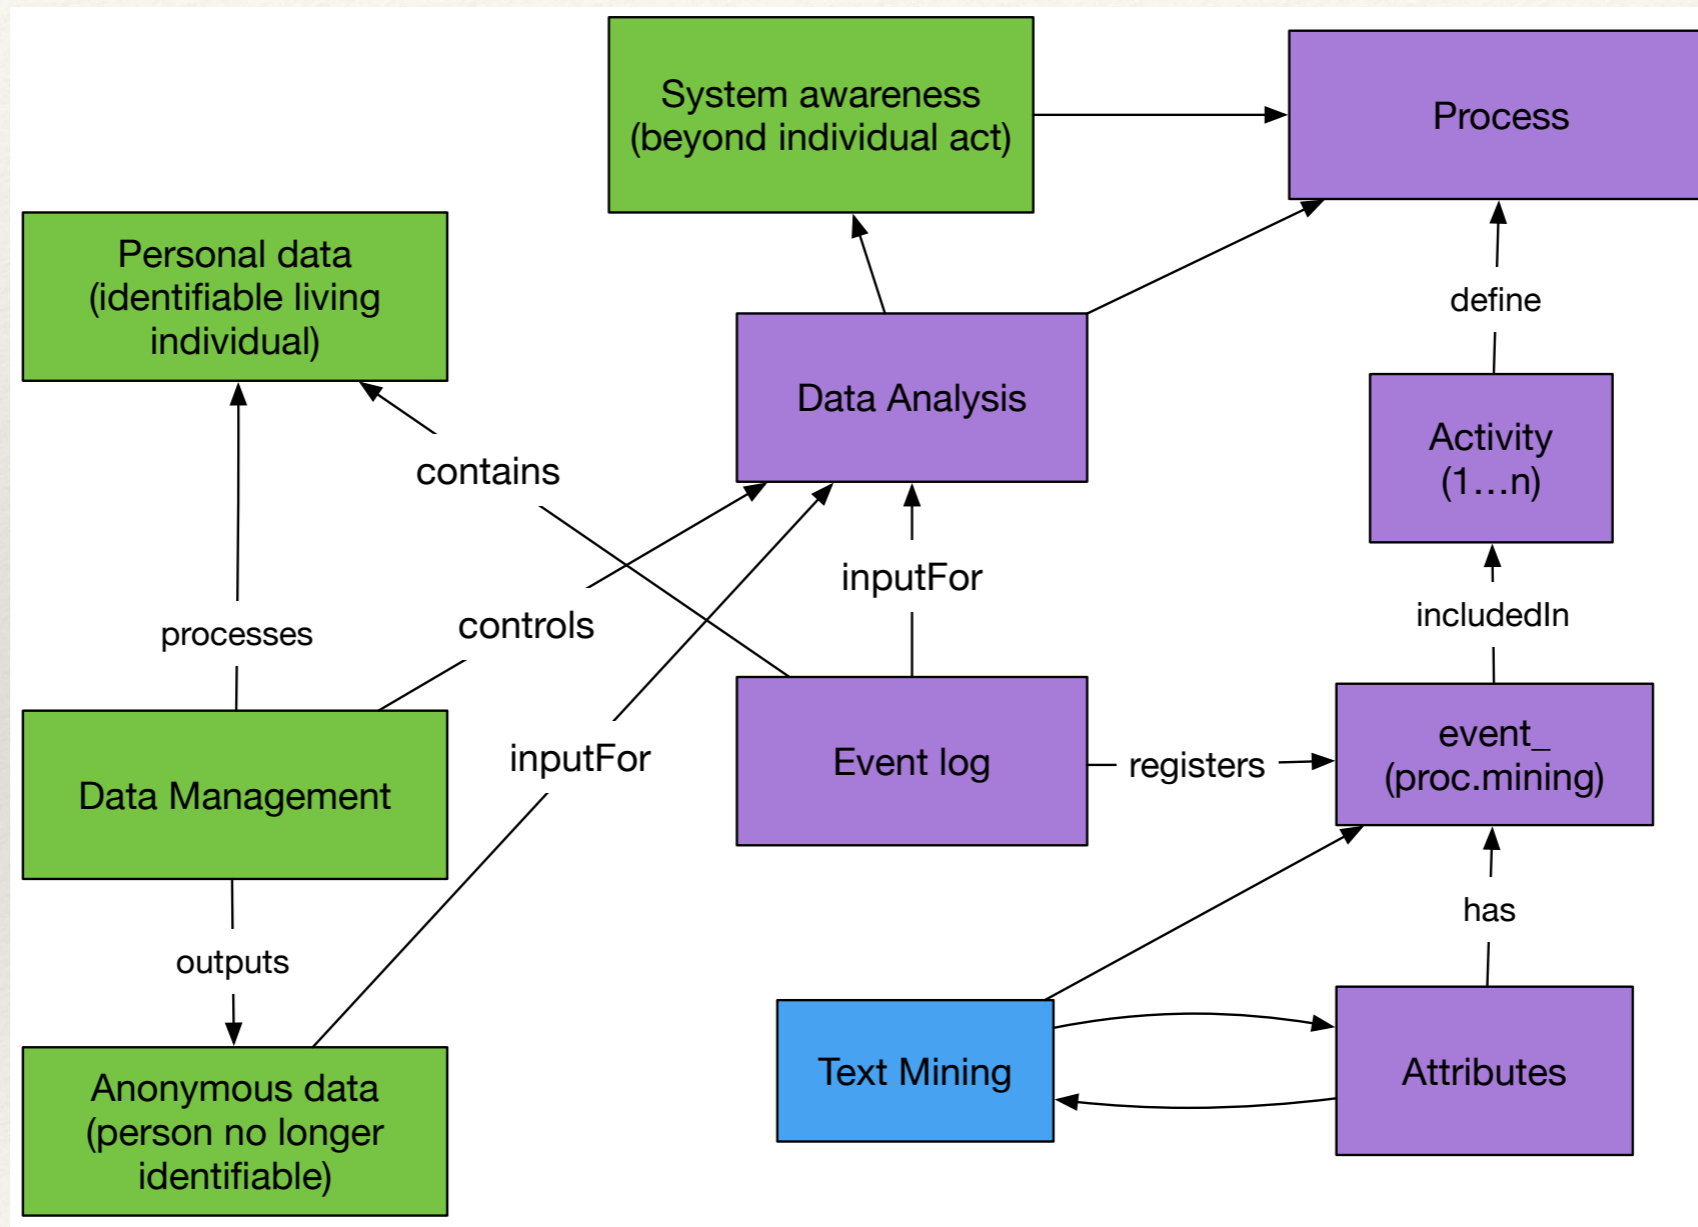 System awareness
(beyond individual act)
Process
Personal data
(identifiable living
individual)
define
Data Analysis
Activity
(1...n)
contains
inputFor
includedIn
processes
controls
Data Management
inputFor
Event log
registers
event_
(proc.mining)
has
outputs
Anonymous data
(person no longer
identifiable)
Text Mining
Attributes